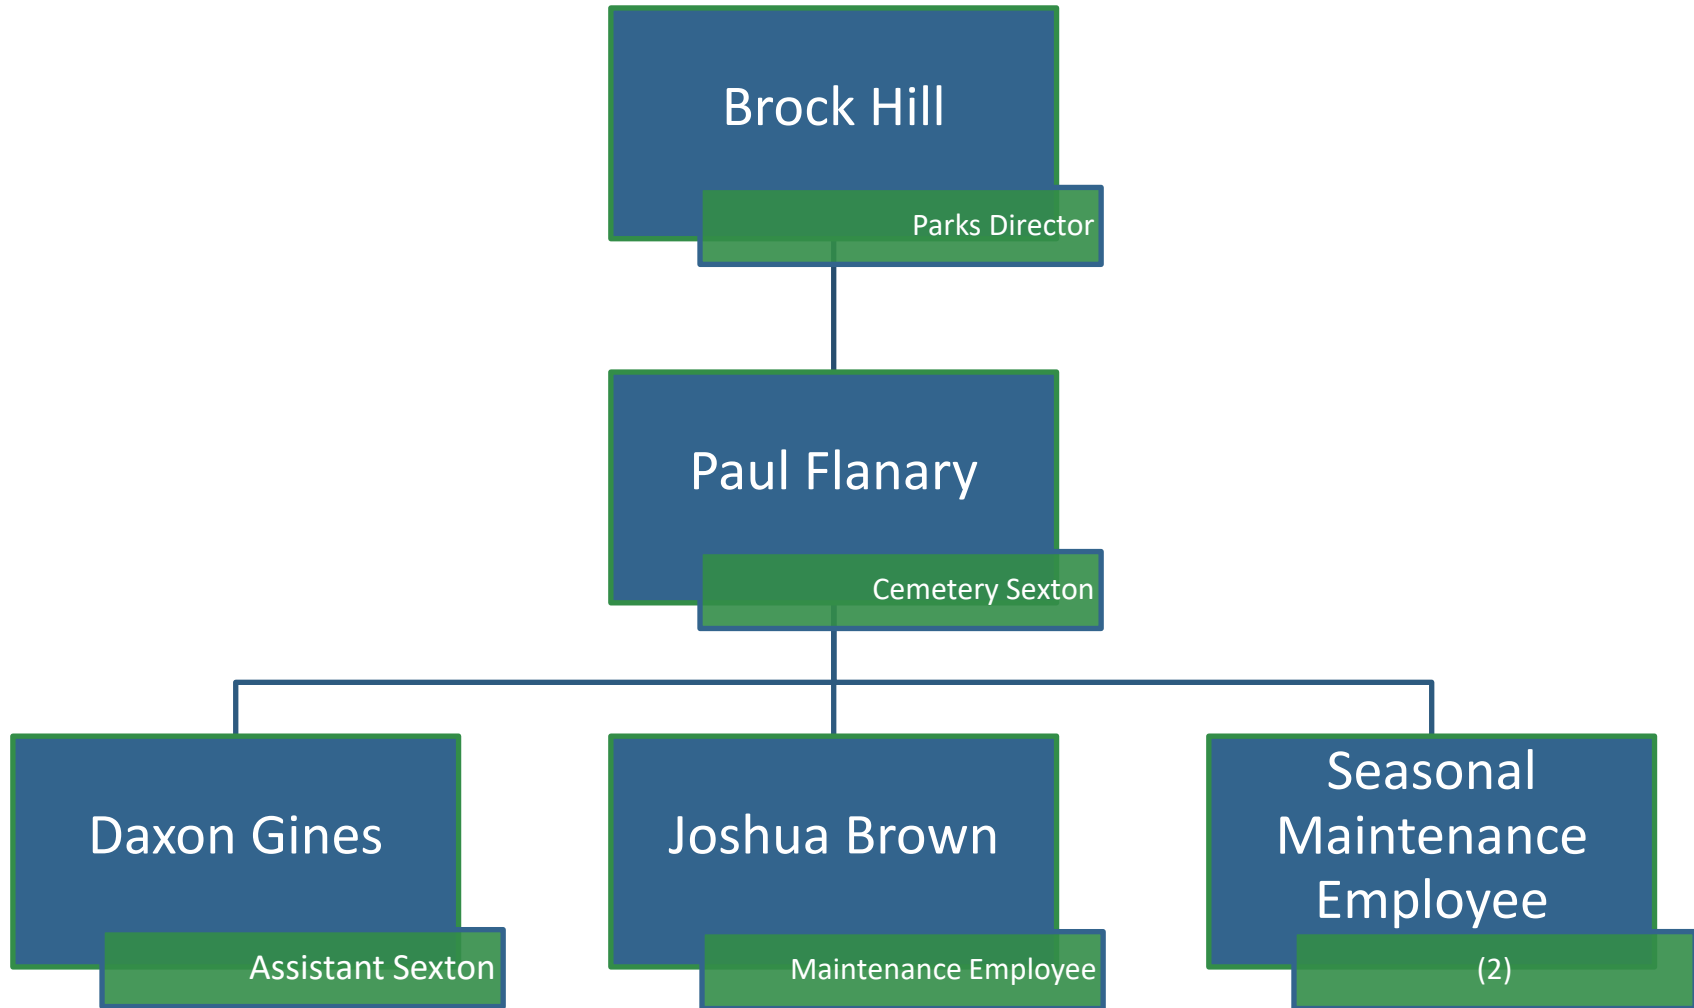 Brock Hill
Parks Director
Paul Flanary
Cemetery Sexton
Daxon Gines
Assistant Sexton
Joshua Brown
Maintenance Employee
Seasonal
Maintenance
Employee
(2)